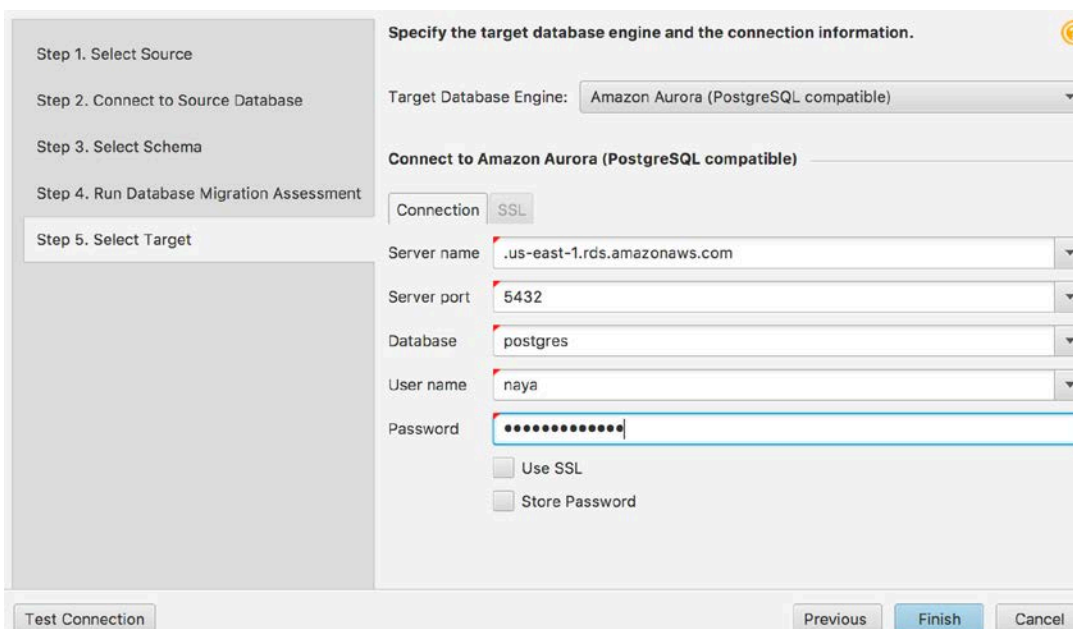 Specify the target database engine and the connection information.
Step 1. Select Source
Step 2. Connect to Source Database
Step 3. Select Schema
Step 4. Run Database Migration Assessment
Step 5. Select Target
Target Database Engine: Amazon Aurora (PostgreSQL compatible)
Connect to Amazon Aurora (PostgreSQL compatible)
Connection SSL
Server name .us-east-1.rds.amazonaws.com
Server port 5432
Database postgres
User name naya
Password •••••••••••••
Use SSL
Store Password
Test Connection Previous Finish Cancel